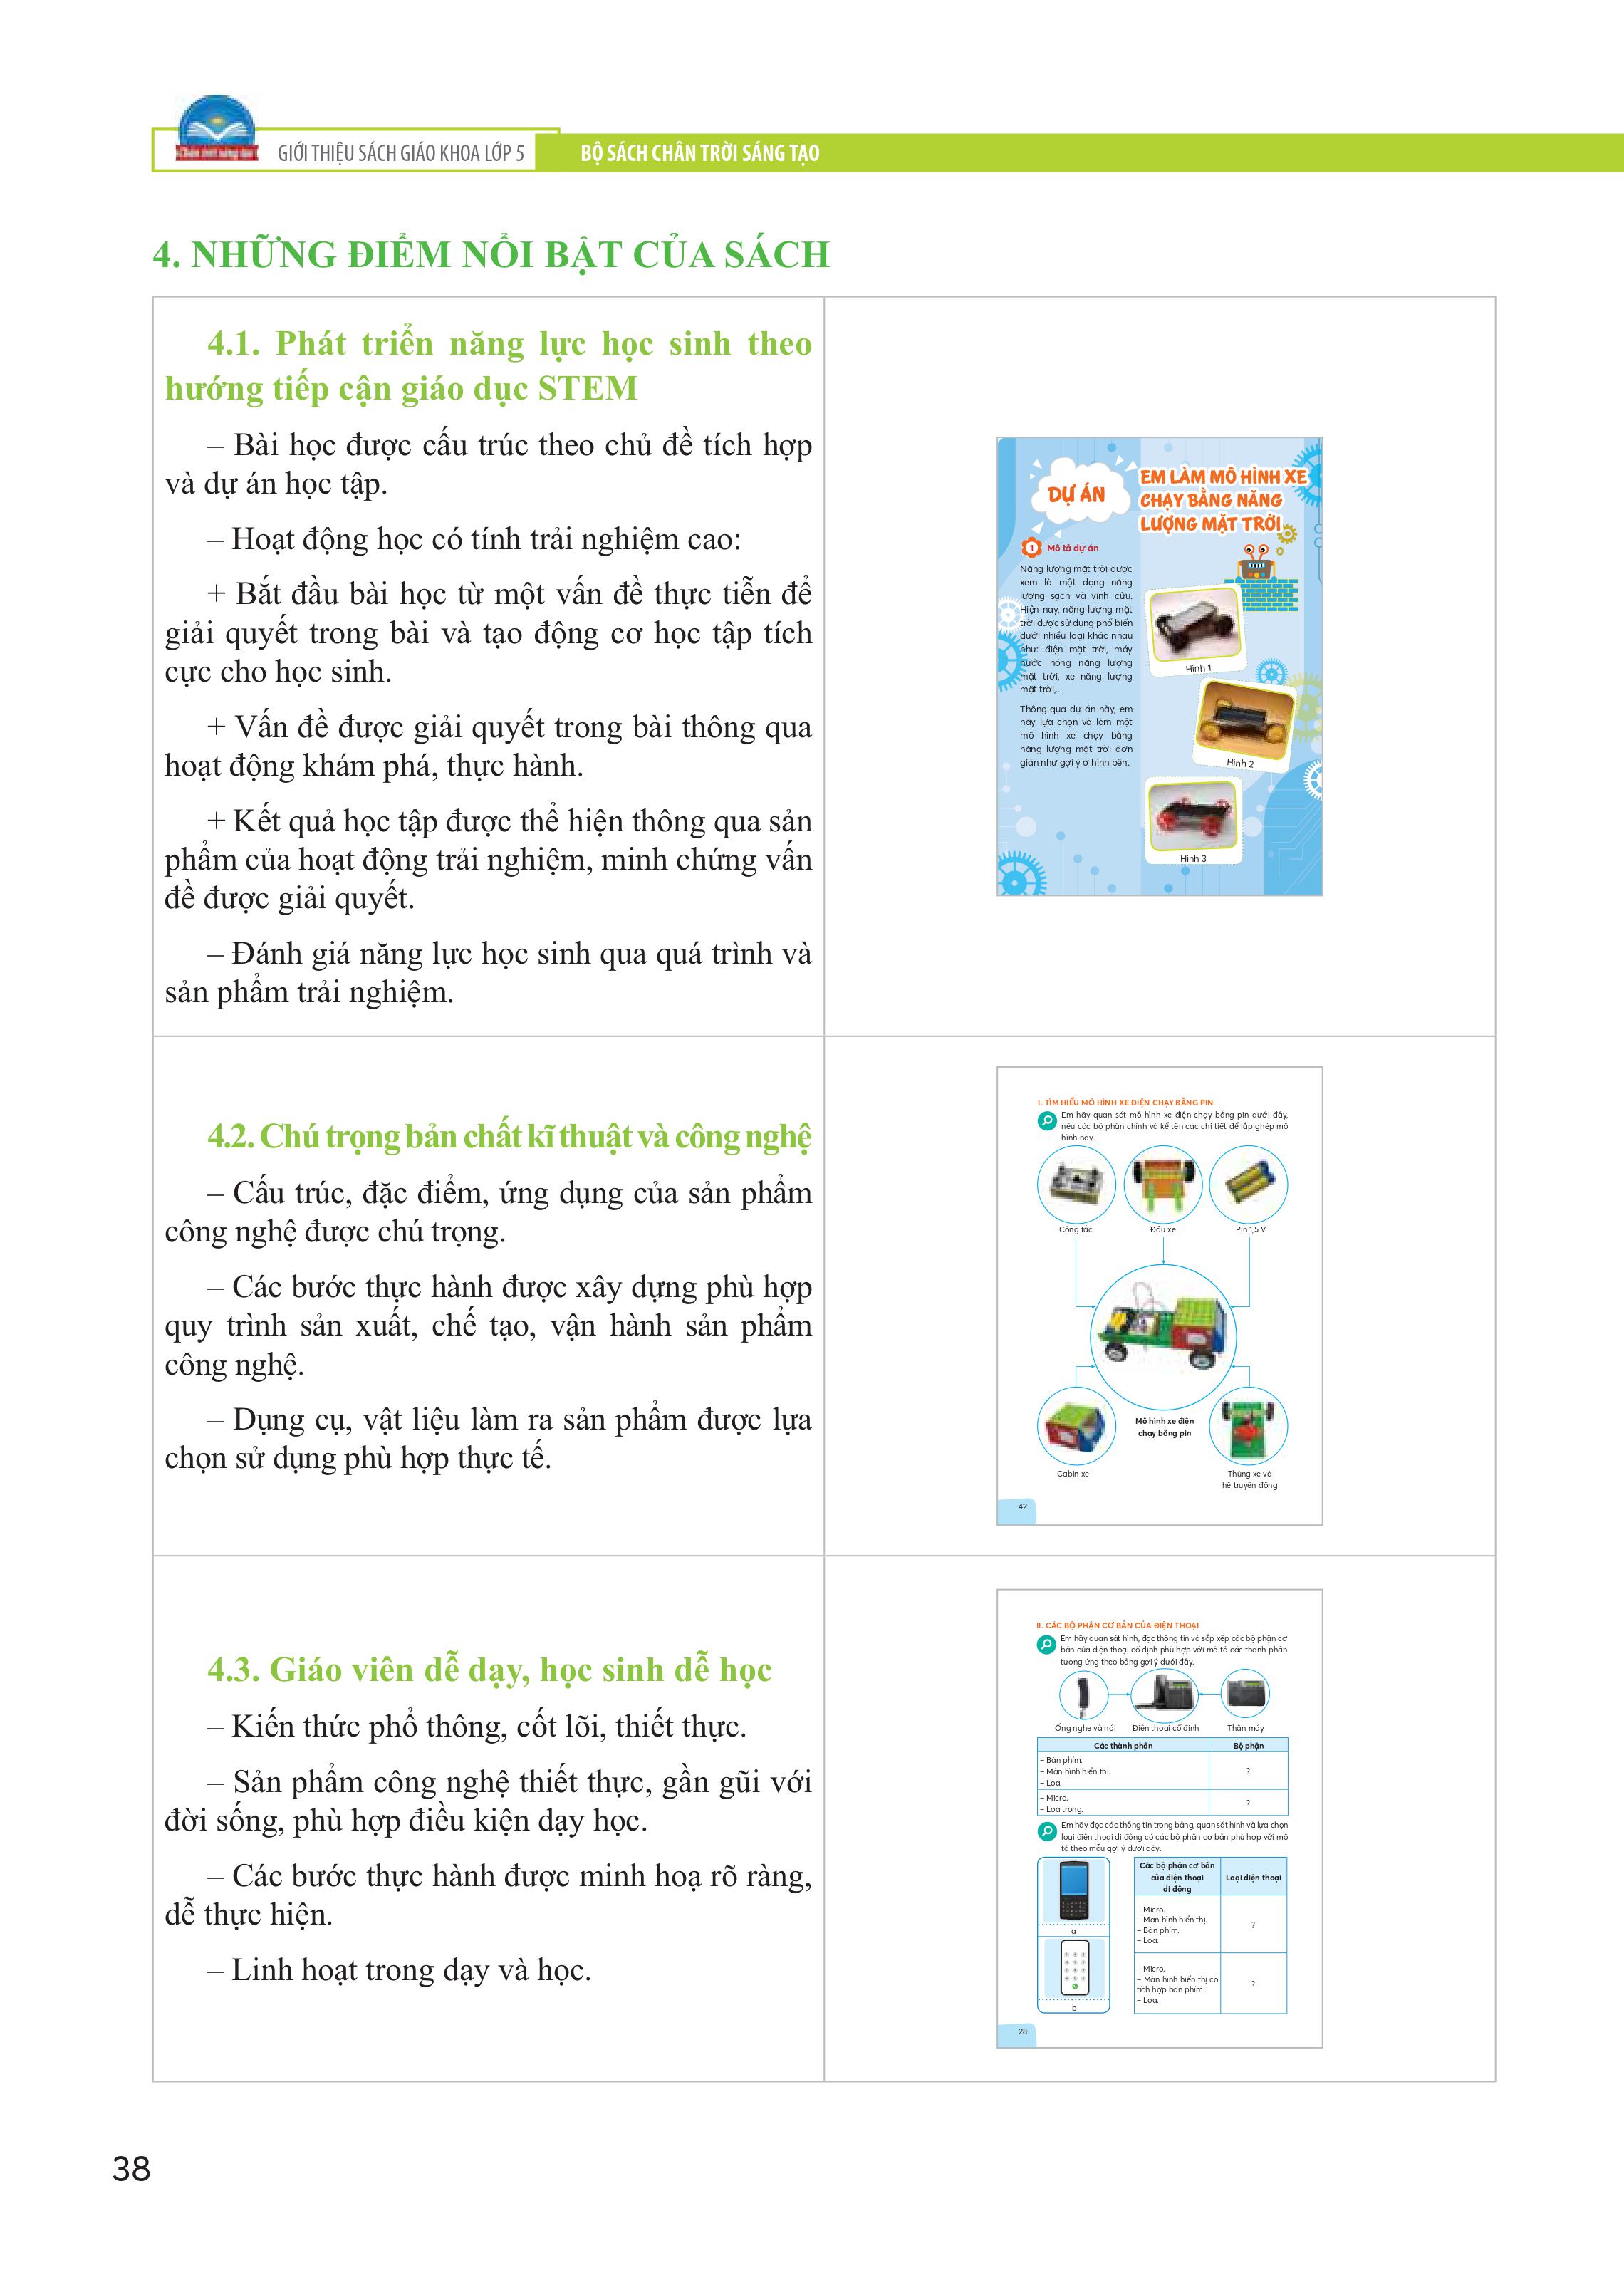 GIỚI THIỆU SÁCH GIÁO KHOA LỚP 5
BỘ SÁCH CHÂN TRỜI SÁNG TẠO
4. NHỮNG ĐIỂM NỔI BẬT CỦA SÁCH
4.1. Phát triển năng lực học sinh theo
hướng tiếp cận giáo dục STEM
– Bài học được cấu trúc theo chủ đề tích hợp
và dự án học tập.
– Hoạt động học có tính trải nghiệm cao:
+ Bắt đầu bài học từ một vấn đề thực tiễn để
giải quyết trong bài và tạo động cơ học tập tích
cực cho học sinh.
+ Vấn đề được giải quyết trong bài thông qua
hoạt động khám phá, thực hành.
+ Kết quả học tập được thể hiện thông qua sản
phẩm của hoạt động trải nghiệm, minh chứng vấn
đề được giải quyết.
– Đánh giá năng lực học sinh qua quá trình và
sản phẩm trải nghiệm.
DỰ ÁN
EM LÀM MÔ HÌNH XE
CHẠY BẰNG NĂNG
LƯỢNG MẶT TRỜI
1 Mô tả dự án
Năng lượng mặt trời được
xem là một dạng năng
lượng sạch và vĩnh cửu.
Hiện nay, năng lượng mặt
trời được sử dụng phổ biến
dưới nhiều loại khác nhau
như: điện mặt trời, máy
nước nóng năng lượng
mặt trời, xe năng lượng
mặt trời,...
Thông qua dự án này, em
hãy lựa chọn và làm một
mô hình xe chạy bằng
năng lượng mặt trời đơn
giản như gợi ý ở hình bên.
Hình 1
Hình 2
Hình 3
4.2. Chú trọng bản chất kĩ thuật và công nghệ
– Cấu trúc, đặc điểm, ứng dụng của sản phẩm
công nghệ được chú trọng.
– Các bước thực hành được xây dựng phù hợp
quy trình sản xuất, chế tạo, vận hành sản phẩm
công nghệ.
– Dụng cụ, vật liệu làm ra sản phẩm được lựa
chọn sử dụng phù hợp thực tế.
I. TÌM HIỂU MÔ HÌNH XE ĐIỆN CHẠY BẰNG PIN
Em hãy quan sát mô hình xe điện chạy bằng pin dưới đây,
nêu các bộ phận chính và kể tên các chi tiết để lắp ghép mô
hình này.
Công tắc
Đầu xe
Pin 1,5 V
Mô hình xe điện
chạy bằng pin
Cabin xe
Thùng xe và
hệ truyền động
42
4.3. Giáo viên dễ dạy, học sinh dễ học
– Kiến thức phổ thông, cốt lõi, thiết thực.
– Sản phẩm công nghệ thiết thực, gần gũi với
đời sống, phù hợp điều kiện dạy học.
– Các bước thực hành được minh hoạ rõ ràng,
dễ thực hiện.
– Linh hoạt trong dạy và học.
II. CÁC BỘ PHẬN CƠ BẢN CỦA ĐIỆN THOẠI
Em hãy quan sát hình, đọc thông tin và sắp xếp các bộ phận cơ
bản của điện thoại cố định phù hợp với mô tả các thành phần
tương ứng theo bảng gợi ý dưới đây.
Ống nghe và nói
Điện thoại cố định
Thân máy
Các thành phần
Bộ phận
– Bàn phím.
– Màn hình hiển thị.
– Loa.
?
– Micro.
– Loa trong.
?
Em hãy đọc các thông tin trong bảng, quan sát hình và lựa chọn
loại điện thoại di động có các bộ phận cơ bản phù hợp với mô
tả theo mẫu gợi ý dưới đây.
a
b
Các bộ phận cơ bản
của điện thoại
di động
Loại điện thoại
– Micro.
– Màn hình hiển thị.
– Bàn phím.
– Loa.
?
– Micro.
– Màn hình hiển thị có
tích hợp bàn phím.
– Loa.
?
28
38